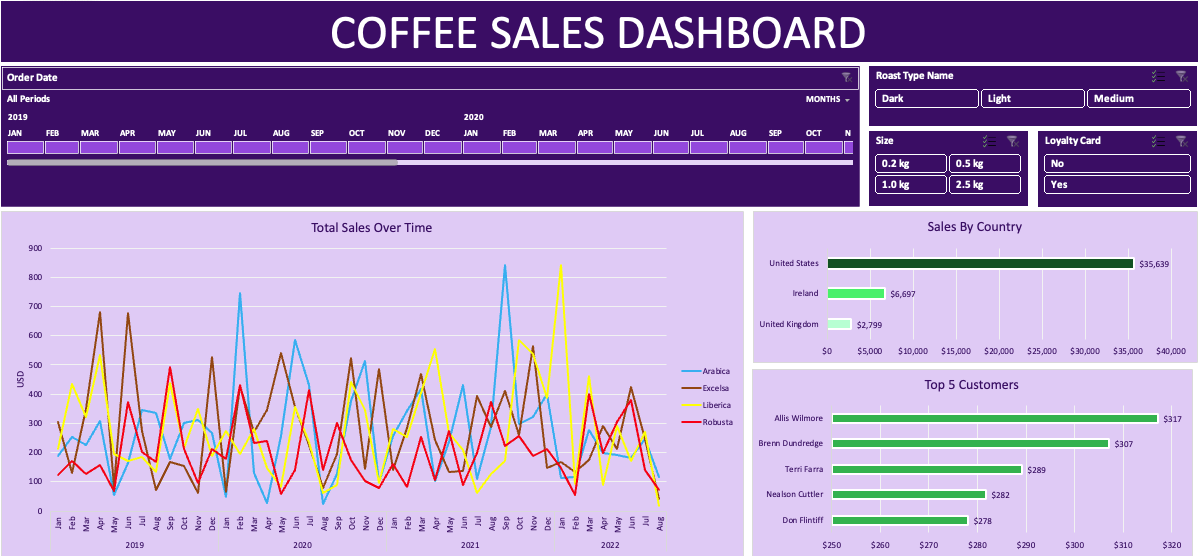 COFFEE SALES DASHBOARD
Order Date
All Periods
MONTHS
2019 2020
JAN FEB MAR APR MAY JUN JUL AUG SEP OCT NOV DEC JAN FEB MAR APR MAY JUN JUL AUG SEP OCT N
Roast Type Name
Dark Light Medium
Size
0.2 kg 0.5 kg
1.0 kg 2.5 kg
Loyalty Card
No
Yes
Total Sales Over Time
900
800
700
600
500
400
300
200
100
0
USD
Jan Feb Mar Apr May Jun Jul Aug Sep Oct Nov Dec Jan Feb Mar Apr May Jun Jul Aug Sep Oct Nov Dec Jan Feb Mar Apr May Jun Jul Aug Sep Oct Nov Dec Jan Feb Mar Apr May Jun Jul Aug
2019 2020 2021 2022
Arabica
Excelsa
Liberica
Robusta
Sales By Country
United States $35,639
Ireland $6,697
United Kingdom $2,799
$0 $5,000 $10,000 $15,000 $20,000 $25,000 $30,000 $35,000 $40,000
Top 5 Customers
Allis Wilmore $317
Brenn Dundredge $307
Terri Farra $289
Nealson Cuttler $282
Don Flintiff $278
$250 $260 $270 $280 $290 $300 $310 $320